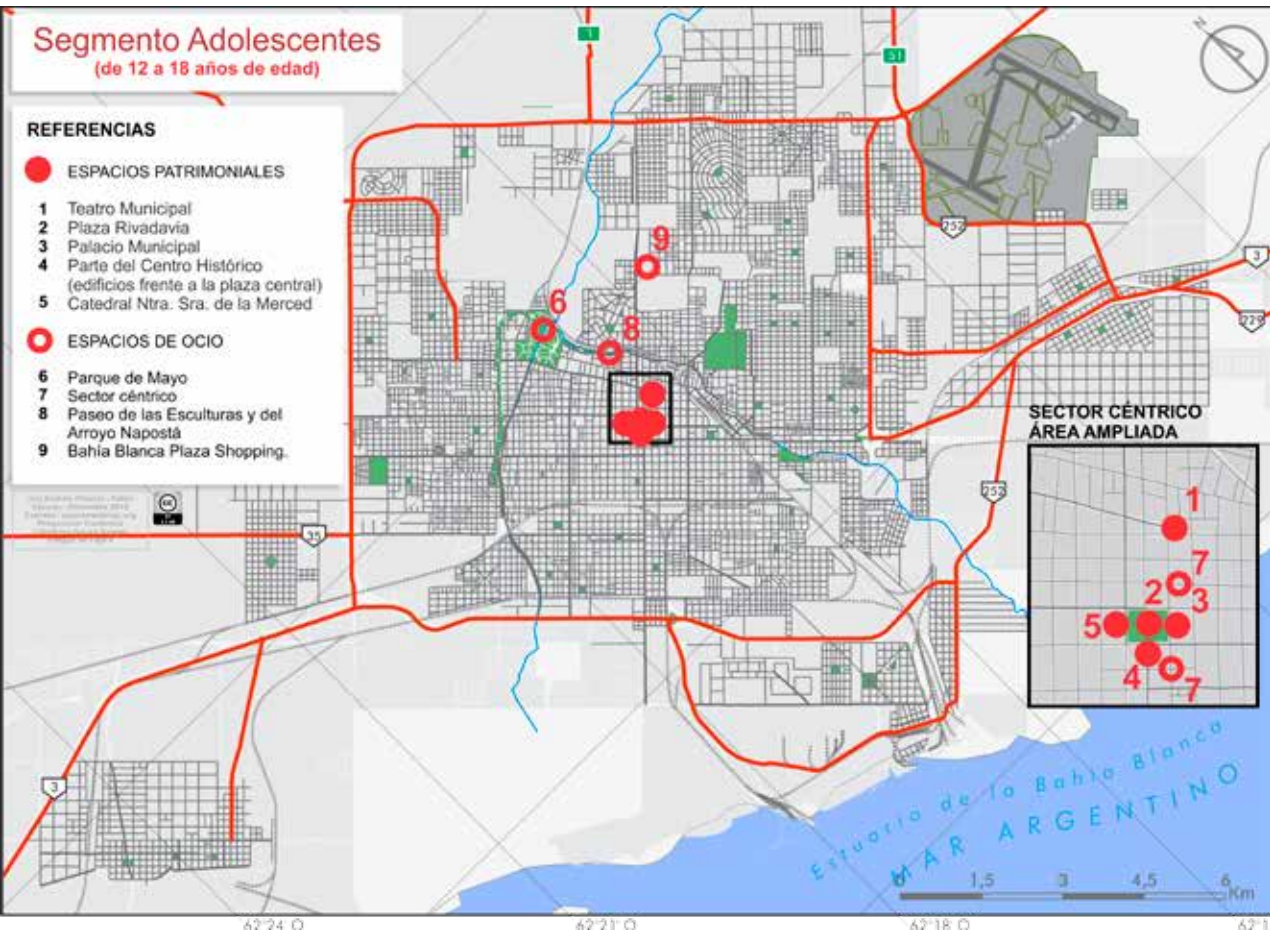 Segmento Adolescentes
(de 12 a 18 años de edad)
REFERENCIAS
ESPACIOS PATRIMONIALES
1 Teatro Municipal
2 Plaza Rivadavia
3 Palacio Municipal
4 Parte del Centro Histórico
(edificios frente a la plaza central)
5 Catedral Ntra. Sra. de la Merced
ESPACIOS DE OCIO
6 Parque de Mayo
7 Sector céntrico
8 Paseo de las Esculturas y del
Arroyo Napostá
9 Bahía Blanca Plaza Shopping.
cc
N
1
51
252
3
229
9
6
8
35
252
3
SECTOR CÉNTRICO
ÁREA AMPLIADA
1
7
2
3
5
4
7
Estuario de la Bahía Blanca
MAR ARGENTINO
0 1,5 3 4,5 6
Km
62°24´O 62°21´O 62°18´O